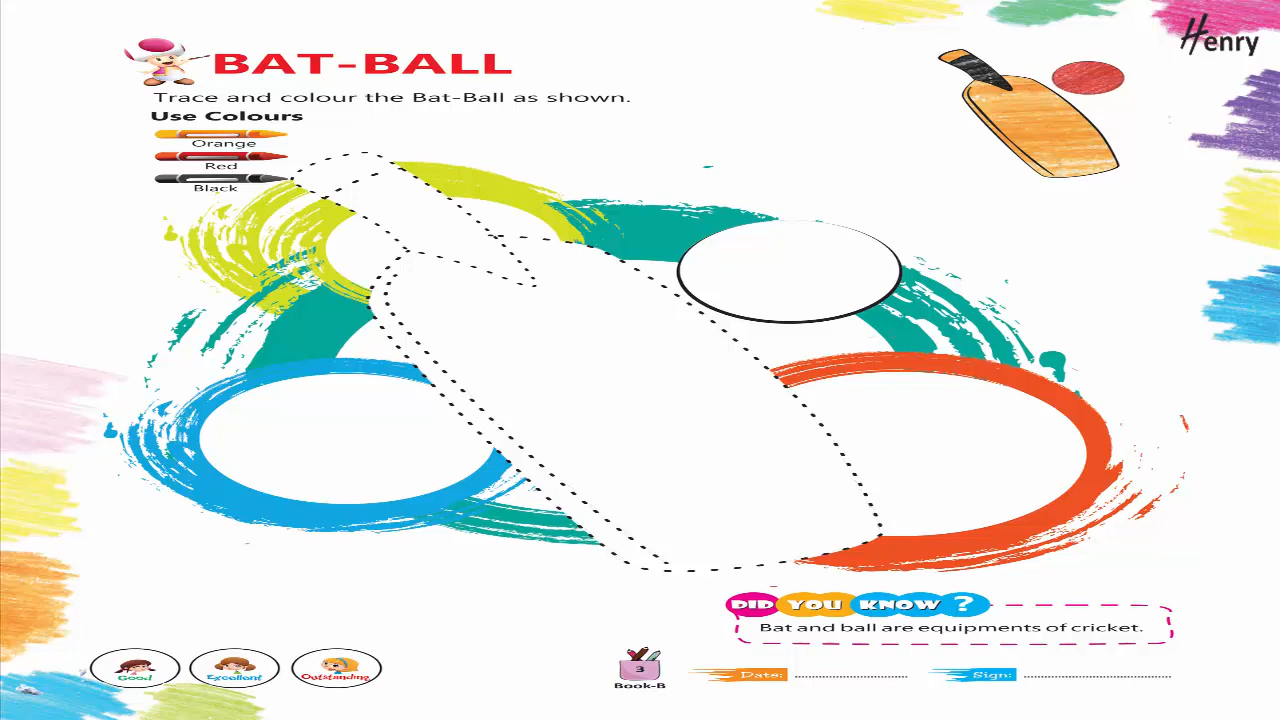 Henry
BAT-BALL
Trace and colour the Bat-Ball as shown.
Use Colours
Orange
Red
Black
DID YOU KNOW ?
Bat and ball are equipments of cricket.
Good
Excellent
Outstanding
3
Book-B
Date:
Sign: